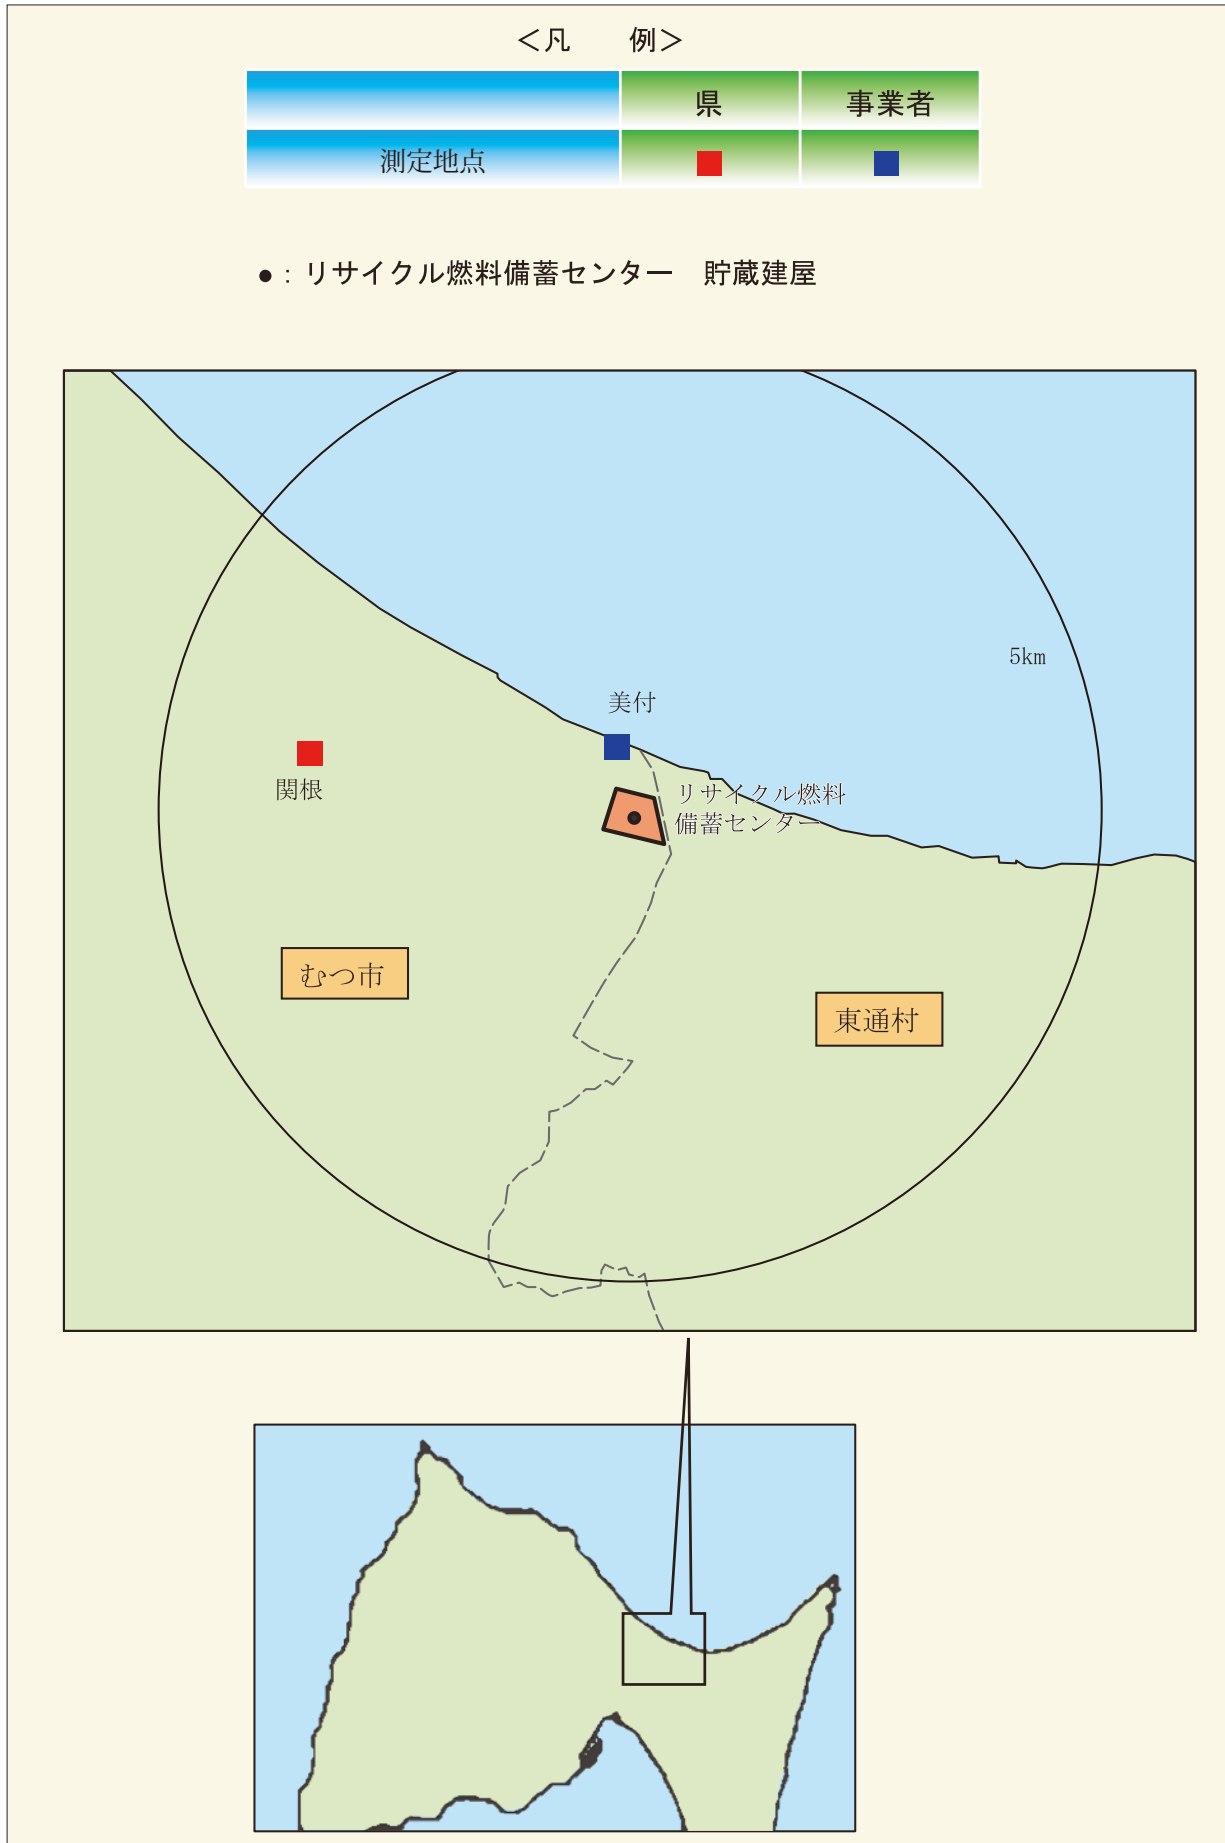 ＜凡　例＞
県　事業者
測定地点
●：リサイクル燃料備蓄センター　貯蔵建屋
5km
美付
関根
リサイクル燃料
備蓄センター
むつ市
東通村